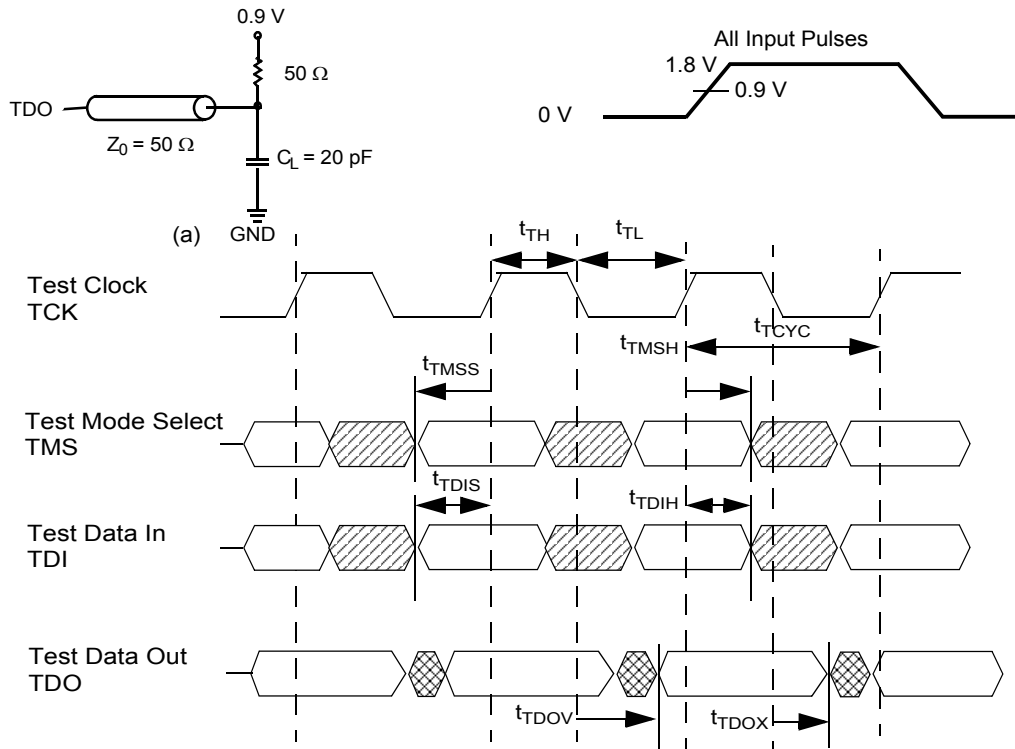 0.9 V
50 Ω
TDO
Z0 = 50 Ω
CL = 20 pF
(a) GND
All Input Pulses
1.8 V
0.9 V
0 V
tTH
tTL
Test Clock
TCK
tTCYC
tTMSH
tTMSS
Test Mode Select
TMS
tTDIS
tTDIH
Test Data In
TDI
Test Data Out
TDO
tTDOV
tTDOX